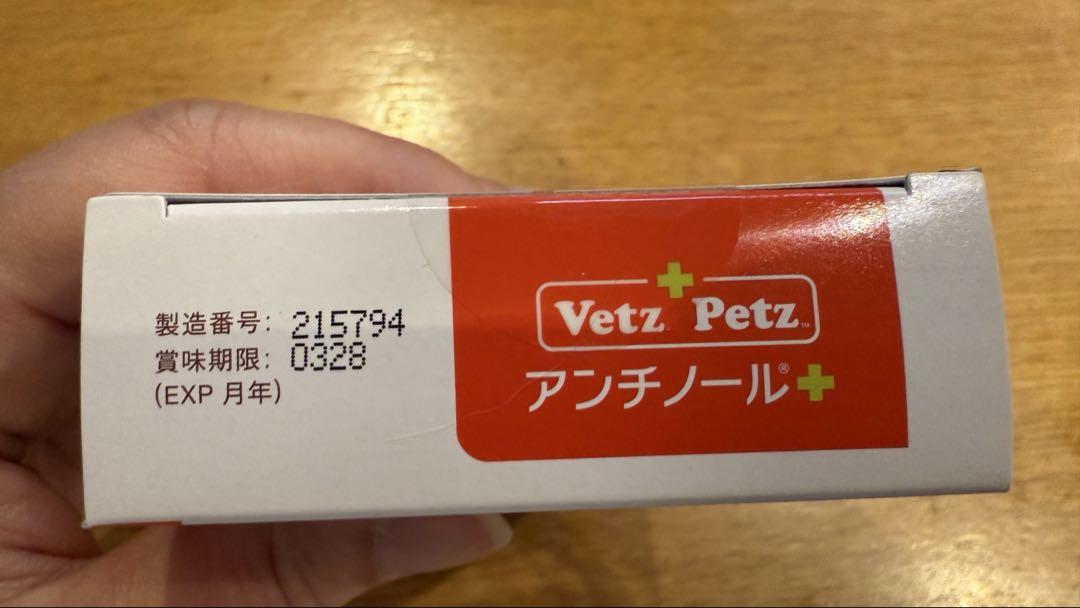 製造番号: 215794
賞味期限: 0328
(EXP 月年)
Vetz Petz™
アンチノール®+